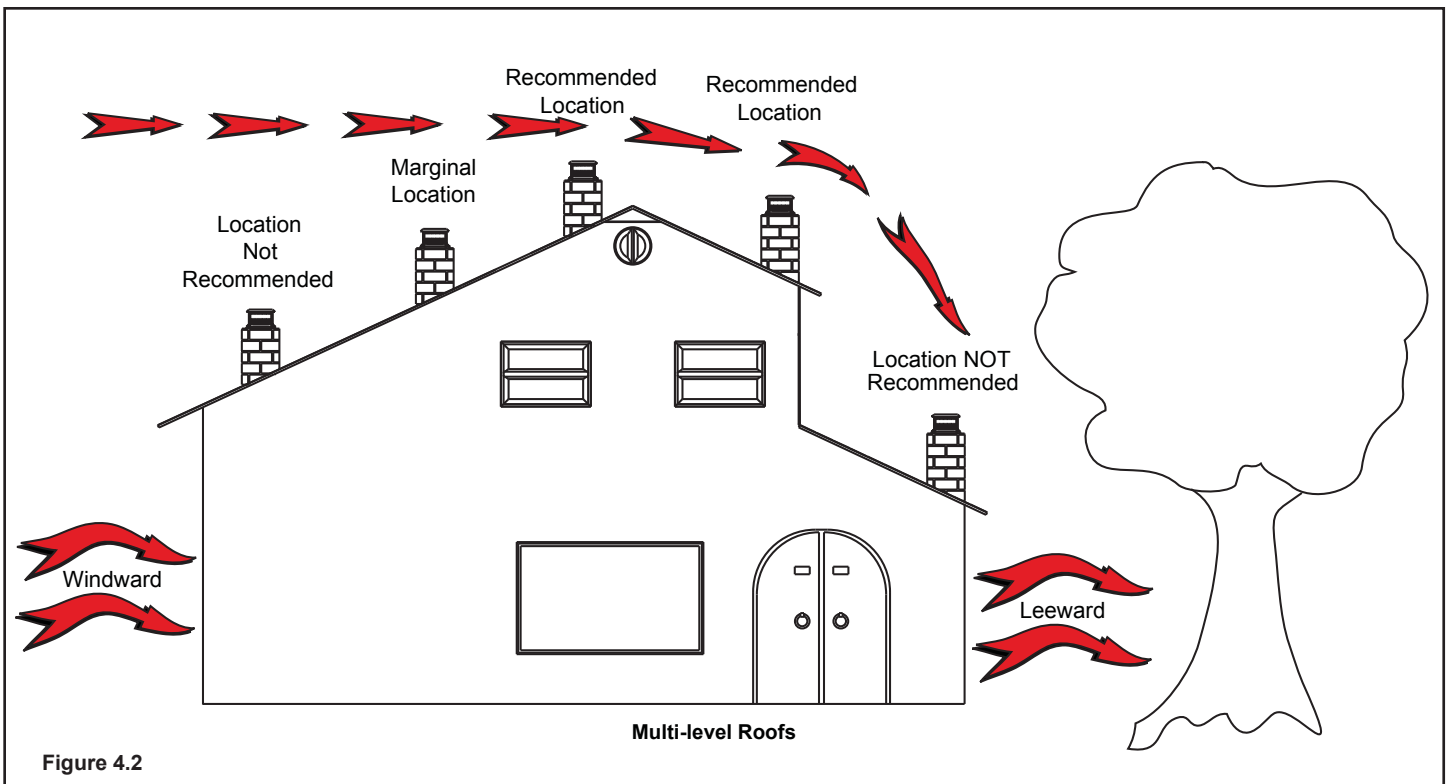 Recommended
Location
Recommended
Location
Marginal
Location
Location
Not
Recommended
Location NOT
Recommended
Windward
Leeward
Multi-level Roofs
Figure 4.2